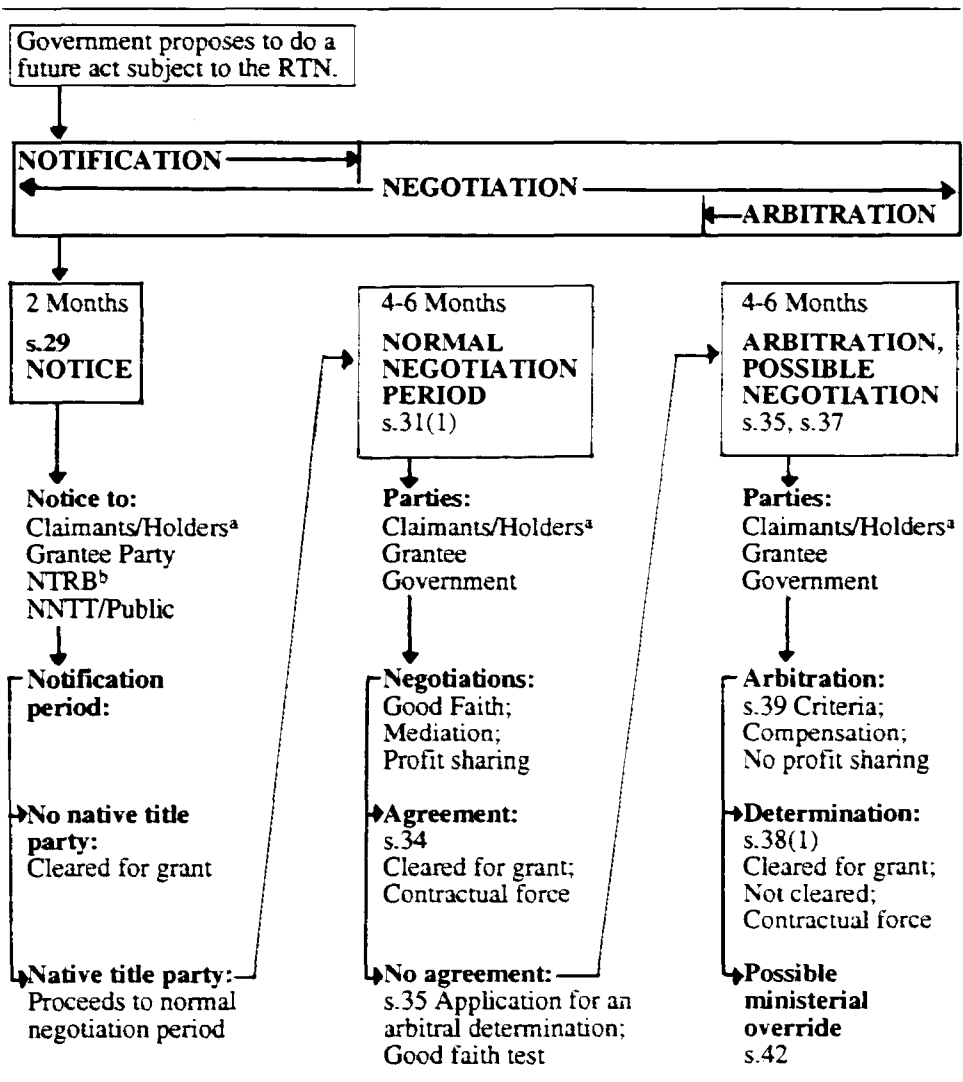 Government proposes to do a
future act subject to the RTN.
NOTIFICATION
NEGOTIATION
ARBITRATION
2 Months
s.29
NOTICE
Notice to:
Claimants/Holdersᵃ
Grantee Party
NTRBᵇ
NNTT/Public
Notification
period:
No native title
party:
Cleared for grant
Native title party:
Proceeds to normal
negotiation period
4-6 Months
NORMAL
NEGOTIATION
PERIOD
s.31(1)
Parties:
Claimants/Holdersᵃ
Grantee
Government
Negotiations:
Good Faith;
Mediation;
Profit sharing
Agreement:
s.34
Cleared for grant;
Contractual force
No agreement:
s.35 Application for an
arbitral determination;
Good faith test
4-6 Months
ARBITRATION,
POSSIBLE
NEGOTIATION
s.35, s.37
Parties:
Claimants/Holdersᵃ
Grantee
Government
Arbitration:
s.39 Criteria;
Compensation;
No profit sharing
Determination:
s.38(1)
Cleared for grant;
Not cleared;
Contractual force
Possible
ministerial
override
s.42